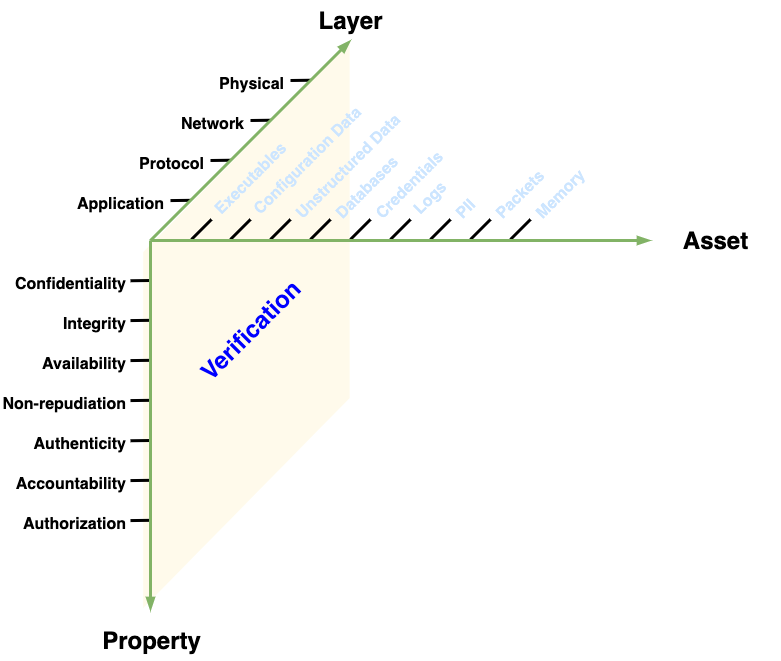 Layer
Physical
Network
Protocol
Application
Executables
Configuration Data
Unstructured Data
Databases
Credentials
Logs
PII
Packets
Memory
Asset
Confidentiality
Integrity
Availability
Non-repudiation
Authenticity
Accountability
Authorization
Verification
Property